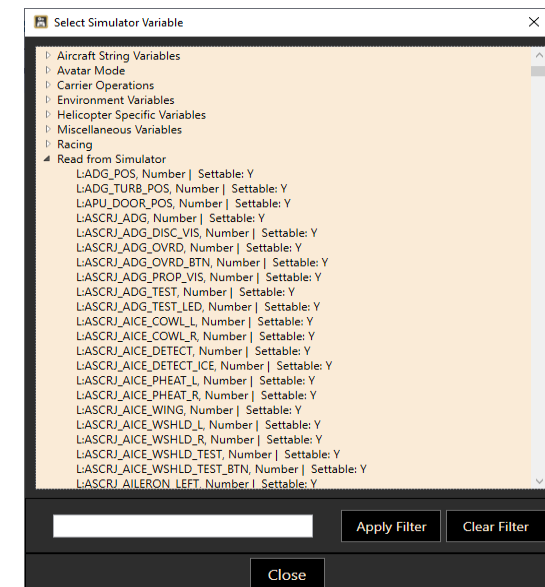 Select Simulator Variable
Aircraft String Variables
Avatar Mode
Carrier Operations
Environment Variables
Helicopter Specific Variables
Miscellaneous Variables
Racing
Read from Simulator
L:ADG_POS, Number | Settable: Y
L:ADG_TURB_POS, Number | Settable: Y
L:APU_DOOR_POS, Number | Settable: Y
L:ASCRJ_ADG, Number | Settable: Y
L:ASCRJ_ADG_DISC_VIS, Number | Settable: Y
L:ASCRJ_ADG_OVRD, Number | Settable: Y
L:ASCRJ_ADG_OVRD_BTN, Number | Settable: Y
L:ASCRJ_ADG_PROP_VIS, Number | Settable: Y
L:ASCRJ_ADG_TEST, Number | Settable: Y
L:ASCRJ_ADG_TEST_LED, Number | Settable: Y
L:ASCRJ_AICE_COWL_L, Number | Settable: Y
L:ASCRJ_AICE_COWL_R, Number | Settable: Y
L:ASCRJ_AICE_DETECT, Number | Settable: Y
L:ASCRJ_AICE_DETECT_ICE, Number | Settable: Y
L:ASCRJ_AICE_PHEAT_L, Number | Settable: Y
L:ASCRJ_AICE_PHEAT_R, Number | Settable: Y
L:ASCRJ_AICE_WING, Number | Settable: Y
L:ASCRJ_AICE_WSHLD_L, Number | Settable: Y
L:ASCRJ_AICE_WSHLD_R, Number | Settable: Y
L:ASCRJ_AICE_WSHLD_TEST, Number | Settable: Y
L:ASCRJ_AICE_WSHLD_TEST_BTN, Number | Settable: Y
L:ASCRJ_AILERON_LEFT, Number | Settable: Y
Apply Filter
Clear Filter
Close